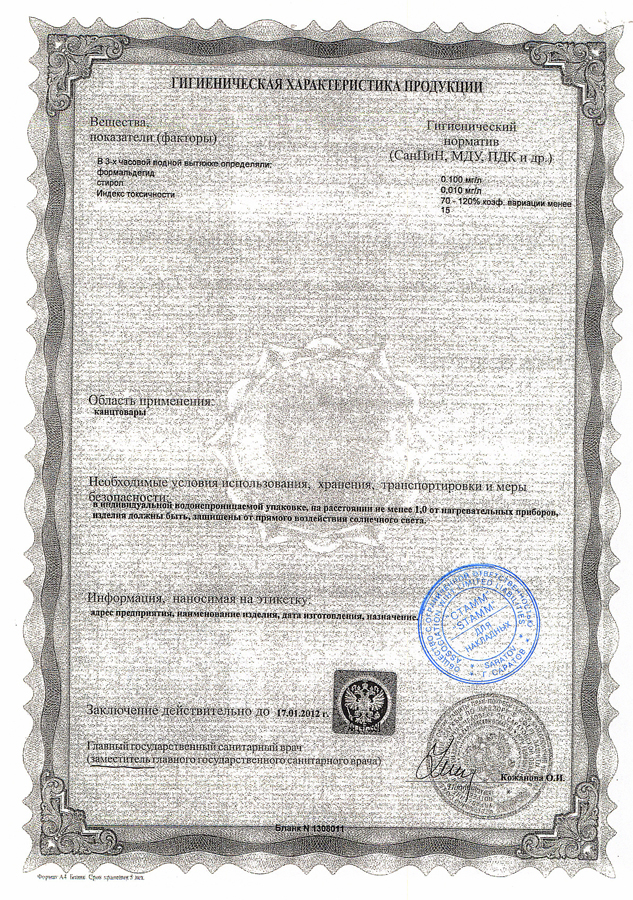 ГИГИЕНИЧЕСКАЯ ХАРАКТЕРИСТИКА ПРОДУКЦИИ
Вещества,
показатели (факторы)
Гигиенический
норматив
(СанПиН, МДУ, ПДК и др.)
В 3-х часовой водной вытяжке определяли:
формальдегид 0.100 мг/л
стирол 0,010 мг/л
Индекс токсичности 70 - 120% коэф. вариации менее
15
Область применения:
канцтовары
Необходимые условия использования, хранения, транспортировки и меры
безопасности:
в индивидуальной водонепроницаемой упаковке, на расстоянии не менее 1,0 от нагревательных приборов,
изделия должны быть, защищены от прямого воздействия солнечного света.
Информация, наносимая на этикетку:
адрес предприятия, наименование изделия, дата изготовления, назначение.
ОБЩЕСТВО С ОГРАНИЧЕННОЙ ОТВЕТСТВЕННОСТЬЮ
"СТАММ"
"STAMM"
ДЛЯ
НАКЛАДНЫХ
SARATOV
Г. САРАТОВ
Заключение действительно до 17.01.2012 г.
Главный государственный санитарный врач
(заместитель главного государственного санитарного врача)
Кожанова О.И.
Бланк N 1308011
Формат А4 Бланк Срок хранения 5 лет.